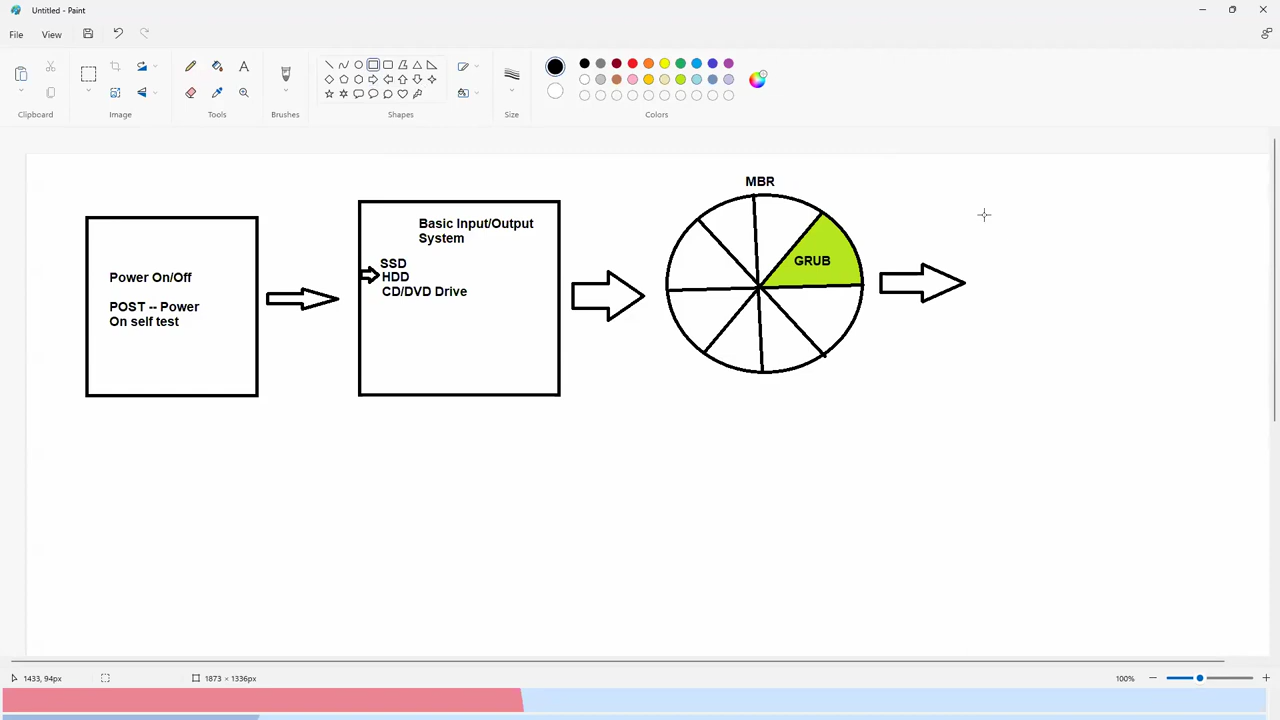 Untitled - Paint
File
View
Clipboard
Image
Tools
Brushes
Shapes
Size
Colors
MBR
Basic Input/Output
System
SSD
HDD
CD/DVD Drive
GRUB
Power On/Off
POST -- Power
On self test
1433, 94px
1873 × 1336px
100%